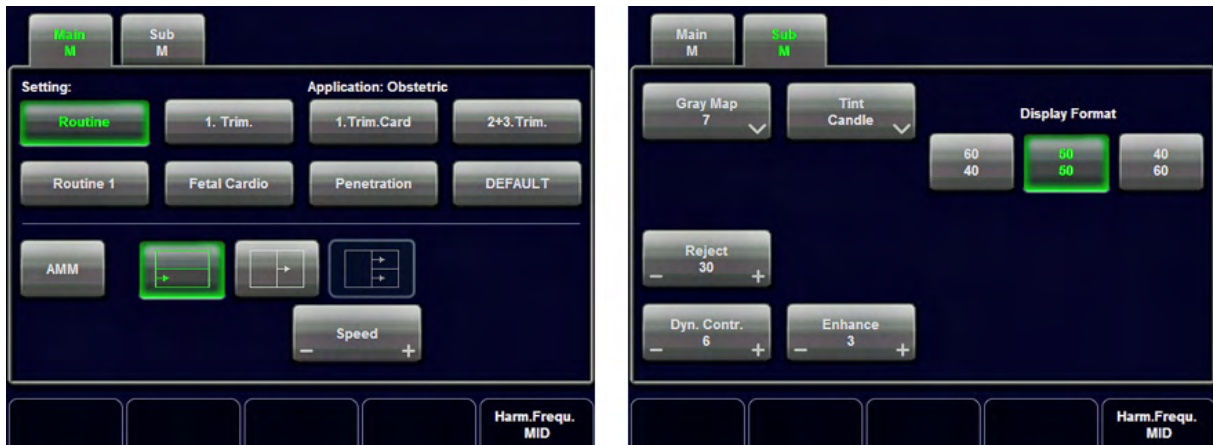 Main
M
Sub
M
Setting:
Application: Obstetric
Routine
1. Trim.
1.Trim.Card
2+3.Trim.
Routine 1
Fetal Cardio
Penetration
DEFAULT
AMM
Speed
- +
Harm.Frequ.
MID
Main
M
Sub
M
Gray Map
7
Tint
Candle
Display Format
60
40
50
50
40
60
Reject
30
- +
Dyn. Contr.
6
- +
Enhance
3
- +
Harm.Frequ.
MID